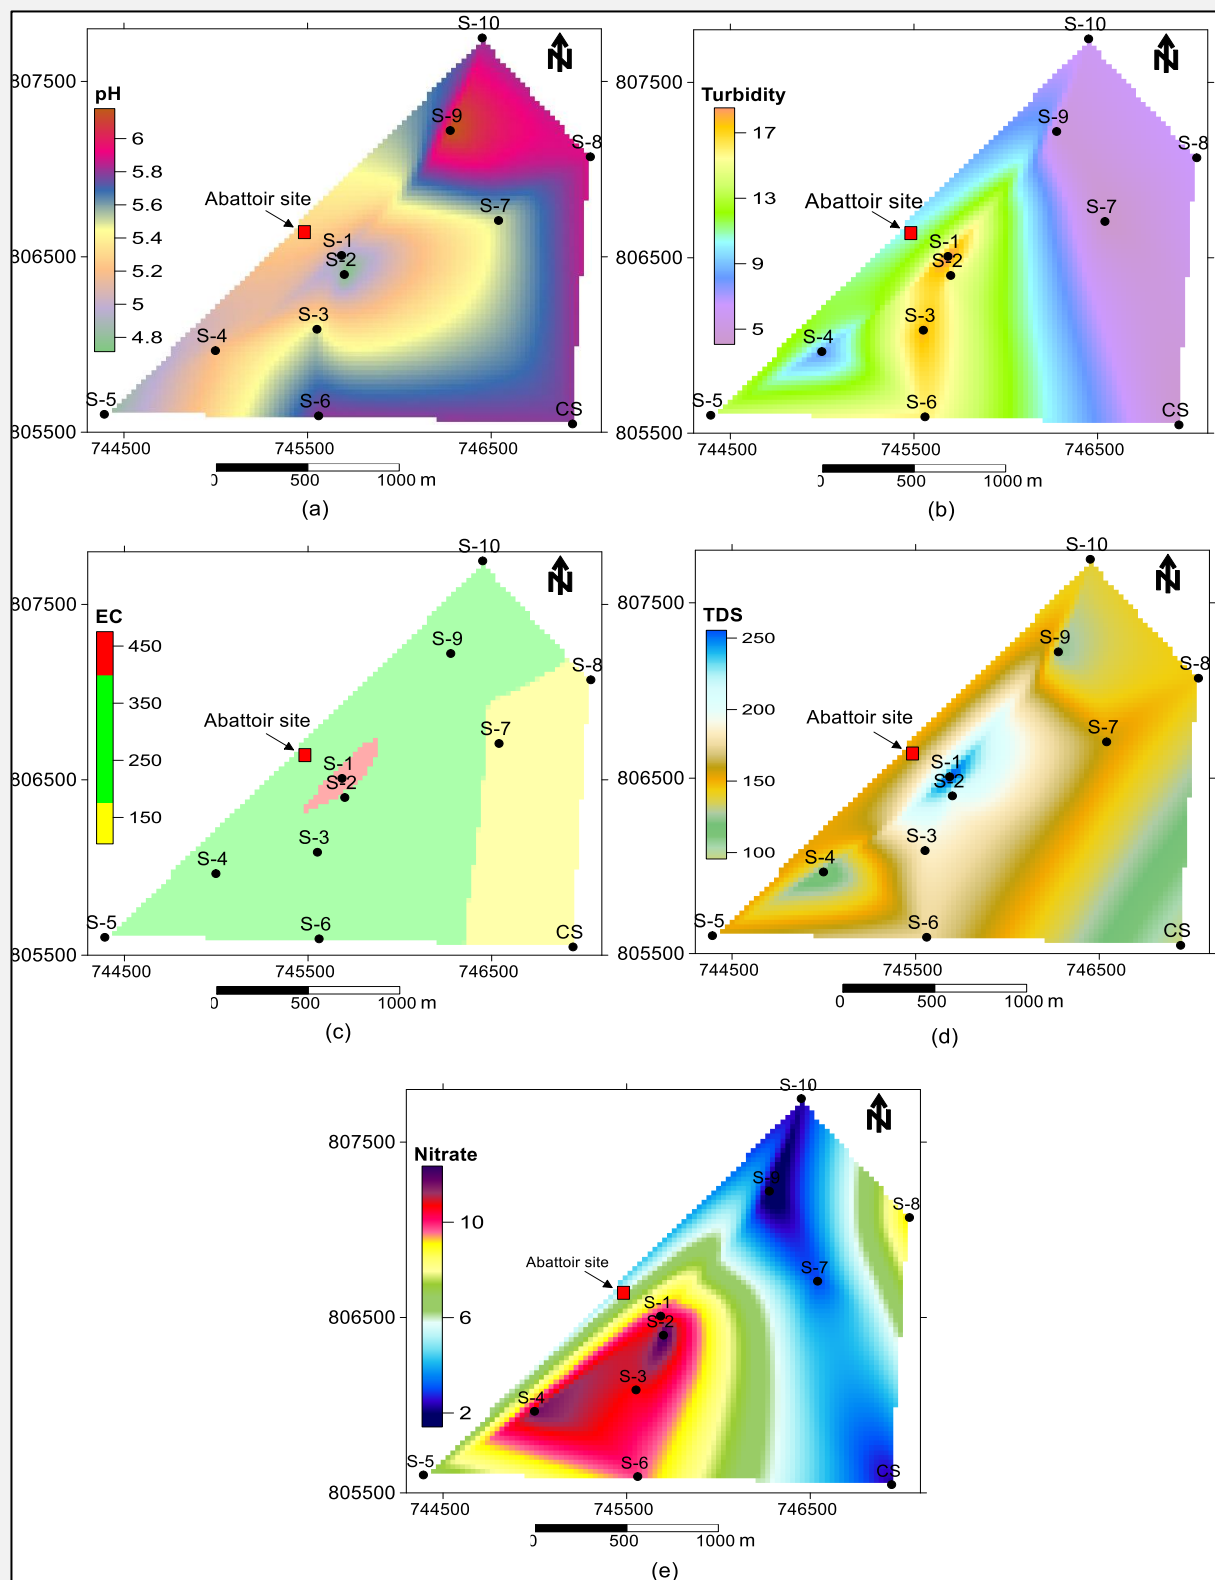 S-10
S-10
N
N
807500
807500
pH
Turbidity
6
5.8
5.6
5.4
5.2
5
4.8
17
13
9
5
S-9
S-9
S-8
S-8
Abattoir site
Abattoir site
S-7
S-7
806500
806500
S-1
S-1
S-2
S-2
S-3
S-3
S-4
S-4
S-5
S-5
S-6
S-6
CS
CS
805500
805500
744500
745500
746500
744500
745500
746500
0
500
1000 m
0
500
1000 m
(a)
(b)
S-10
S-10
N
N
807500
807500
EC
TDS
450
350
250
150
250
200
150
100
S-9
S-9
S-8
S-8
Abattoir site
Abattoir site
S-7
S-7
806500
806500
S-1
S-1
S-2
S-2
S-3
S-3
S-4
S-4
S-5
S-5
S-6
S-6
CS
CS
805500
805500
744500
745500
746500
744500
745500
746500
0
500
1000 m
0
500
1000 m
(c)
(d)
S-10
N
807500
Nitrate
10
6
2
S-9
S-8
Abattoir site
S-7
806500
S-1
S-2
S-3
S-4
S-5
S-6
CS
805500
744500
745500
746500
0
500
1000 m
(e)